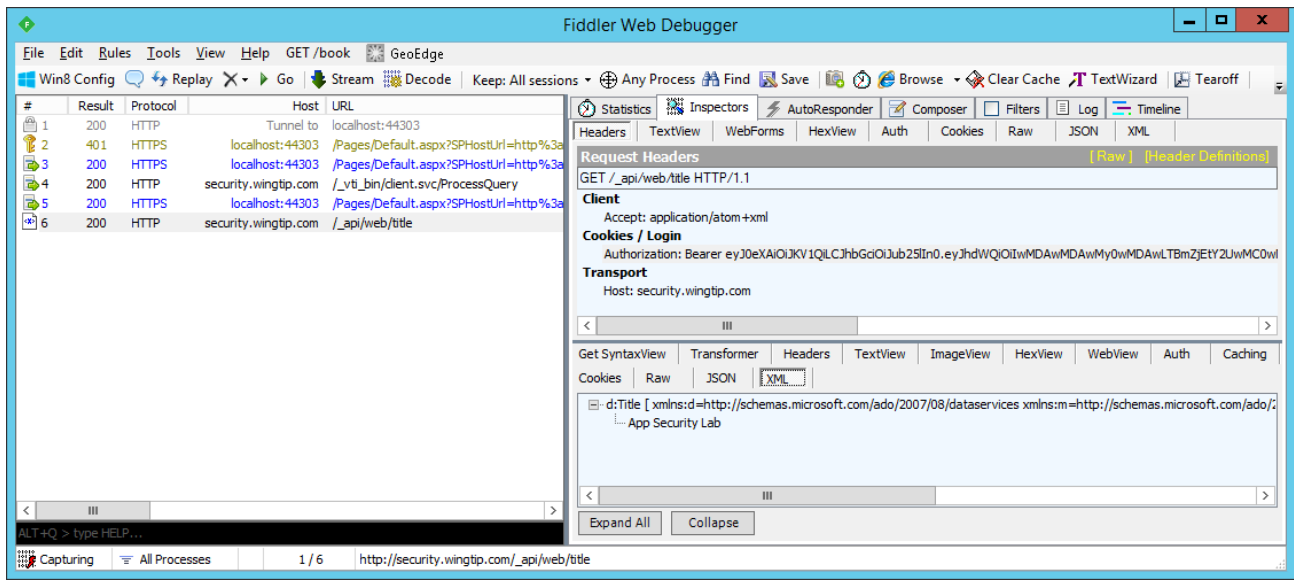 Fiddler Web Debugger
File Edit Rules Tools View Help GET /book GeoEdge
Win8 Config Replay Go Stream Decode Keep: All sessions Any Process Find Save Browse Clear Cache TextWizard Tearoff
# Result Protocol Host URL
1 200 HTTP Tunnel to localhost:44303
2 401 HTTPS localhost:44303 /Pages/Default.aspx?SPHostUrl=http%3a
3 200 HTTPS localhost:44303 /Pages/Default.aspx?SPHostUrl=http%3a
4 200 HTTP security.wingtip.com /_vti_bin/client.svc/ProcessQuery
5 200 HTTPS localhost:44303 /Pages/Default.aspx?SPHostUrl=http%3a
6 200 HTTP security.wingtip.com /_api/web/title
ALT+Q > type HELP...
Statistics Inspectors AutoResponder Composer Filters Log Timeline
Headers TextView WebForms HexView Auth Cookies Raw JSON XML
Request Headers [ Raw ] [Header Definitions]
GET /_api/web/title HTTP/1.1
Client
Accept: application/atom+xml
Cookies / Login
Authorization: Bearer eyJ0eXAiOiJKV1QiLCJhbGciOiJub25lIn0.eyJhdWQiOiIwMDAwMDAwMy0wMDAwLTBmZjEtY2UwMC0wI
Transport
Host: security.wingtip.com
Get SyntaxView Transformer Headers TextView ImageView HexView WebView Auth Caching
Cookies Raw JSON XML
d:Title [ xmlns:d=http://schemas.microsoft.com/ado/2007/08/dataservices xmlns:m=http://schemas.microsoft.com/ado/2
App Security Lab
Expand All Collapse
Capturing All Processes 1 / 6 http://security.wingtip.com/_api/web/title